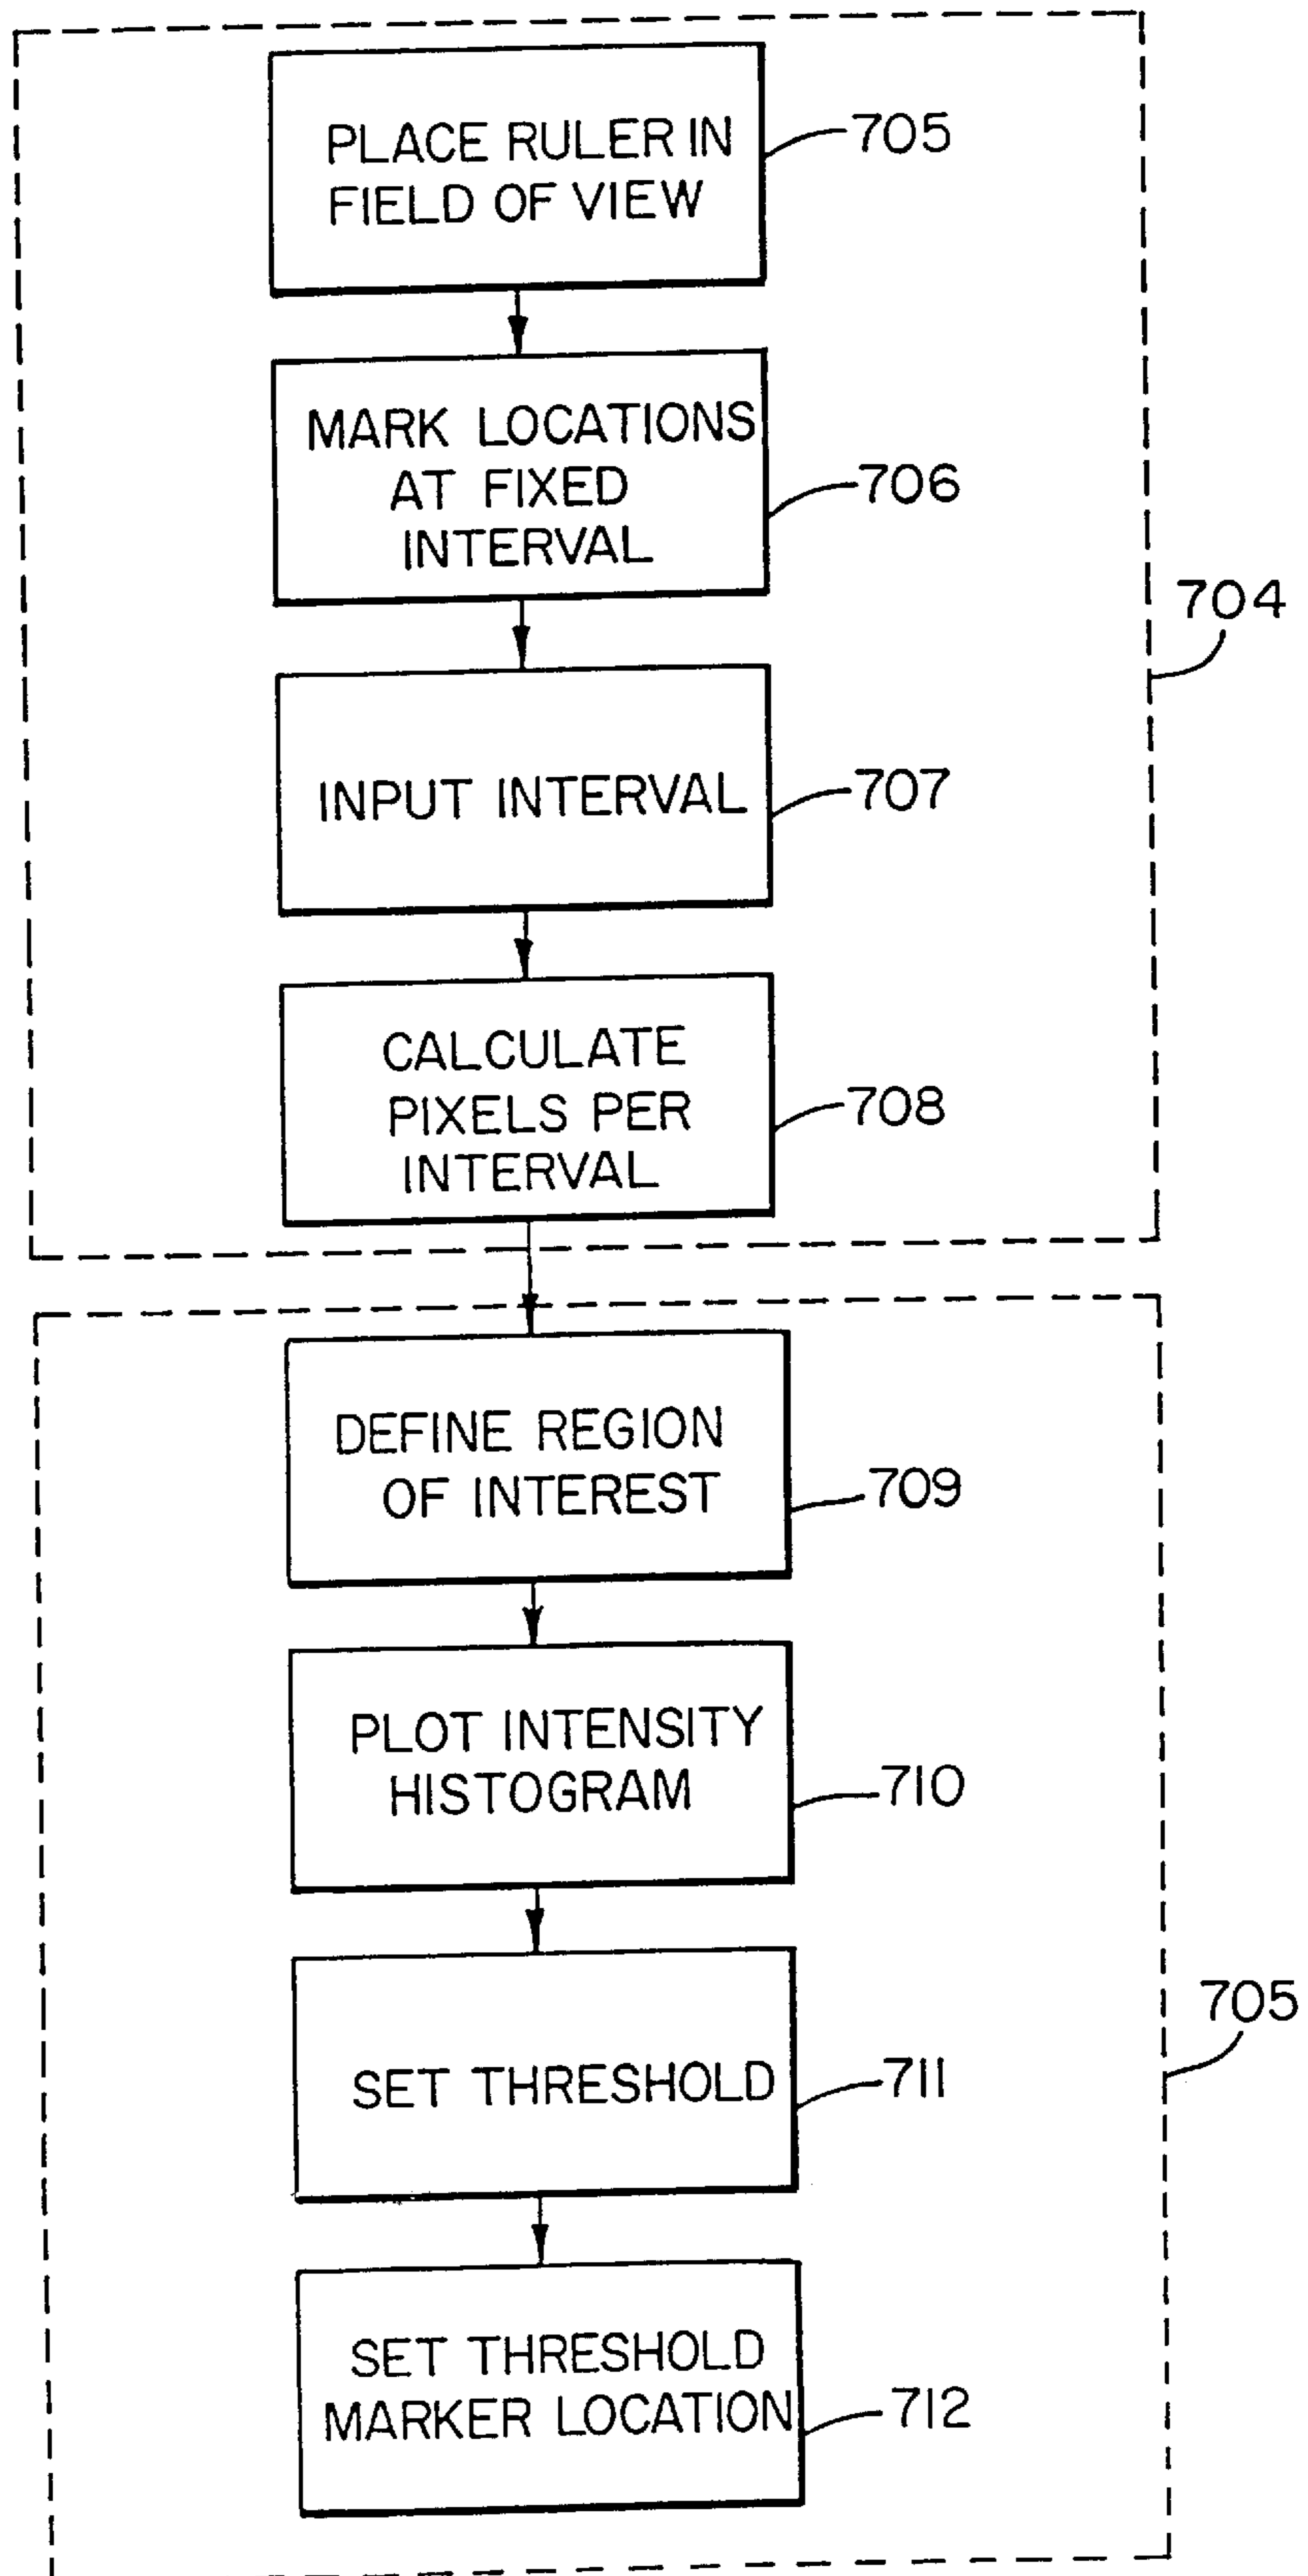 PLACE RULER IN
FIELD OF VIEW
705
MARK LOCATIONS
AT FIXED
INTERVAL
706
704
INPUT INTERVAL
707
CALCULATE
PIXELS PER
INTERVAL
708
DEFINE REGION
OF INTEREST
709
PLOT INTENSITY
HISTOGRAM
710
705
SET THRESHOLD
711
SET THRESHOLD
MARKER LOCATION
712